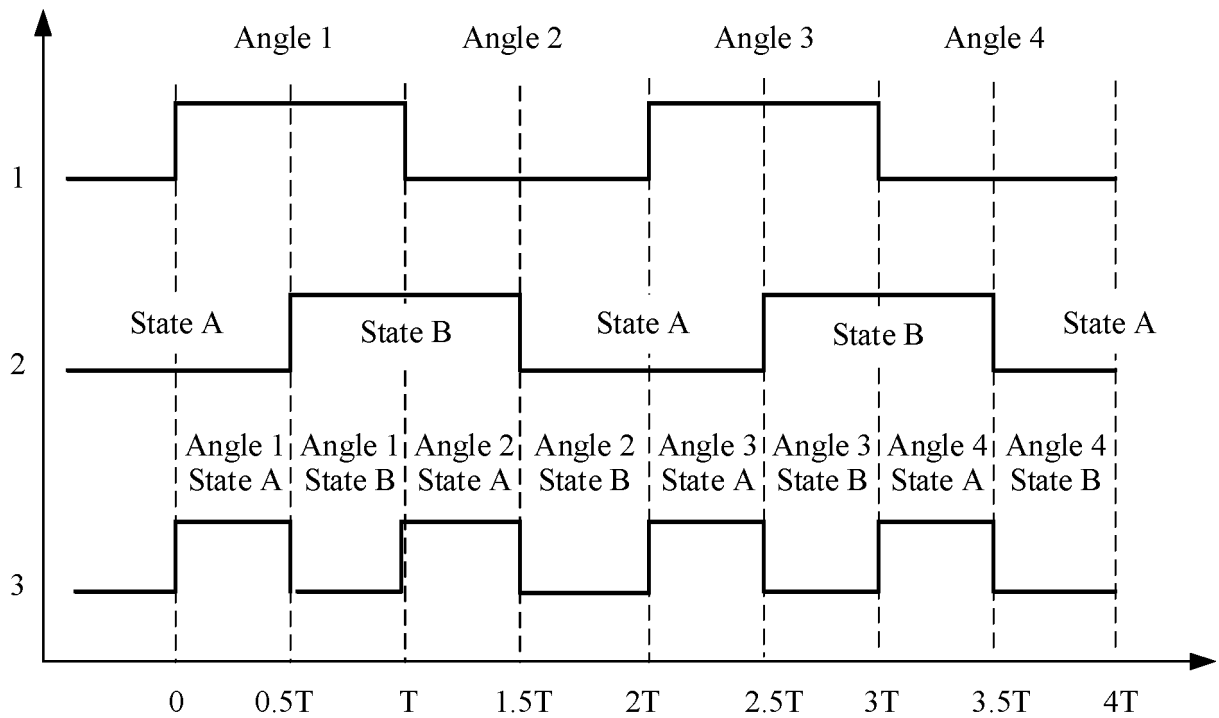 Angle 1 Angle 2 Angle 3 Angle 4
1
State A State B State A State B State A
2
Angle 1 Angle 1 Angle 2 Angle 2 Angle 3 Angle 3 Angle 4 Angle 4
State A State B State A State B State A State B State A State B
3
0 0.5T T 1.5T 2T 2.5T 3T 3.5T 4T